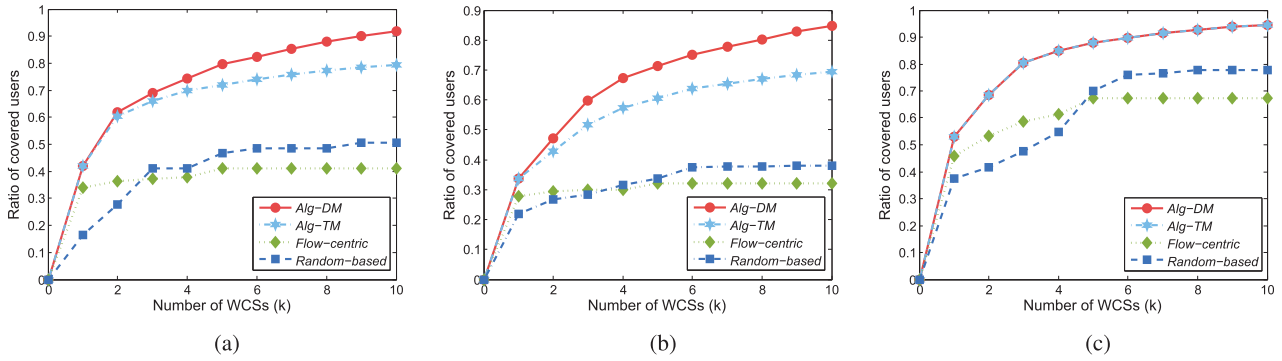 1
0.9
0.8
0.7
0.6
0.5
0.4
0.3
0.2
0.1
0
Ratio of covered users
0 2 4 6 8 10
Number of WCSs (k)
Alg-DM
Alg-TM
Flow-centric
Random-based
(a)
0.9
0.8
0.7
0.6
0.5
0.4
0.3
0.2
0.1
0
Ratio of covered users
0 2 4 6 8 10
Number of WCSs (k)
Alg-DM
Alg-TM
Flow-centric
Random-based
(b)
1
0.9
0.8
0.7
0.6
0.5
0.4
0.3
0.2
0.1
0
Ratio of covered users
0 2 4 6 8 10
Number of WCSs (k)
Alg-DM
Alg-TM
Flow-centric
Random-based
(c)